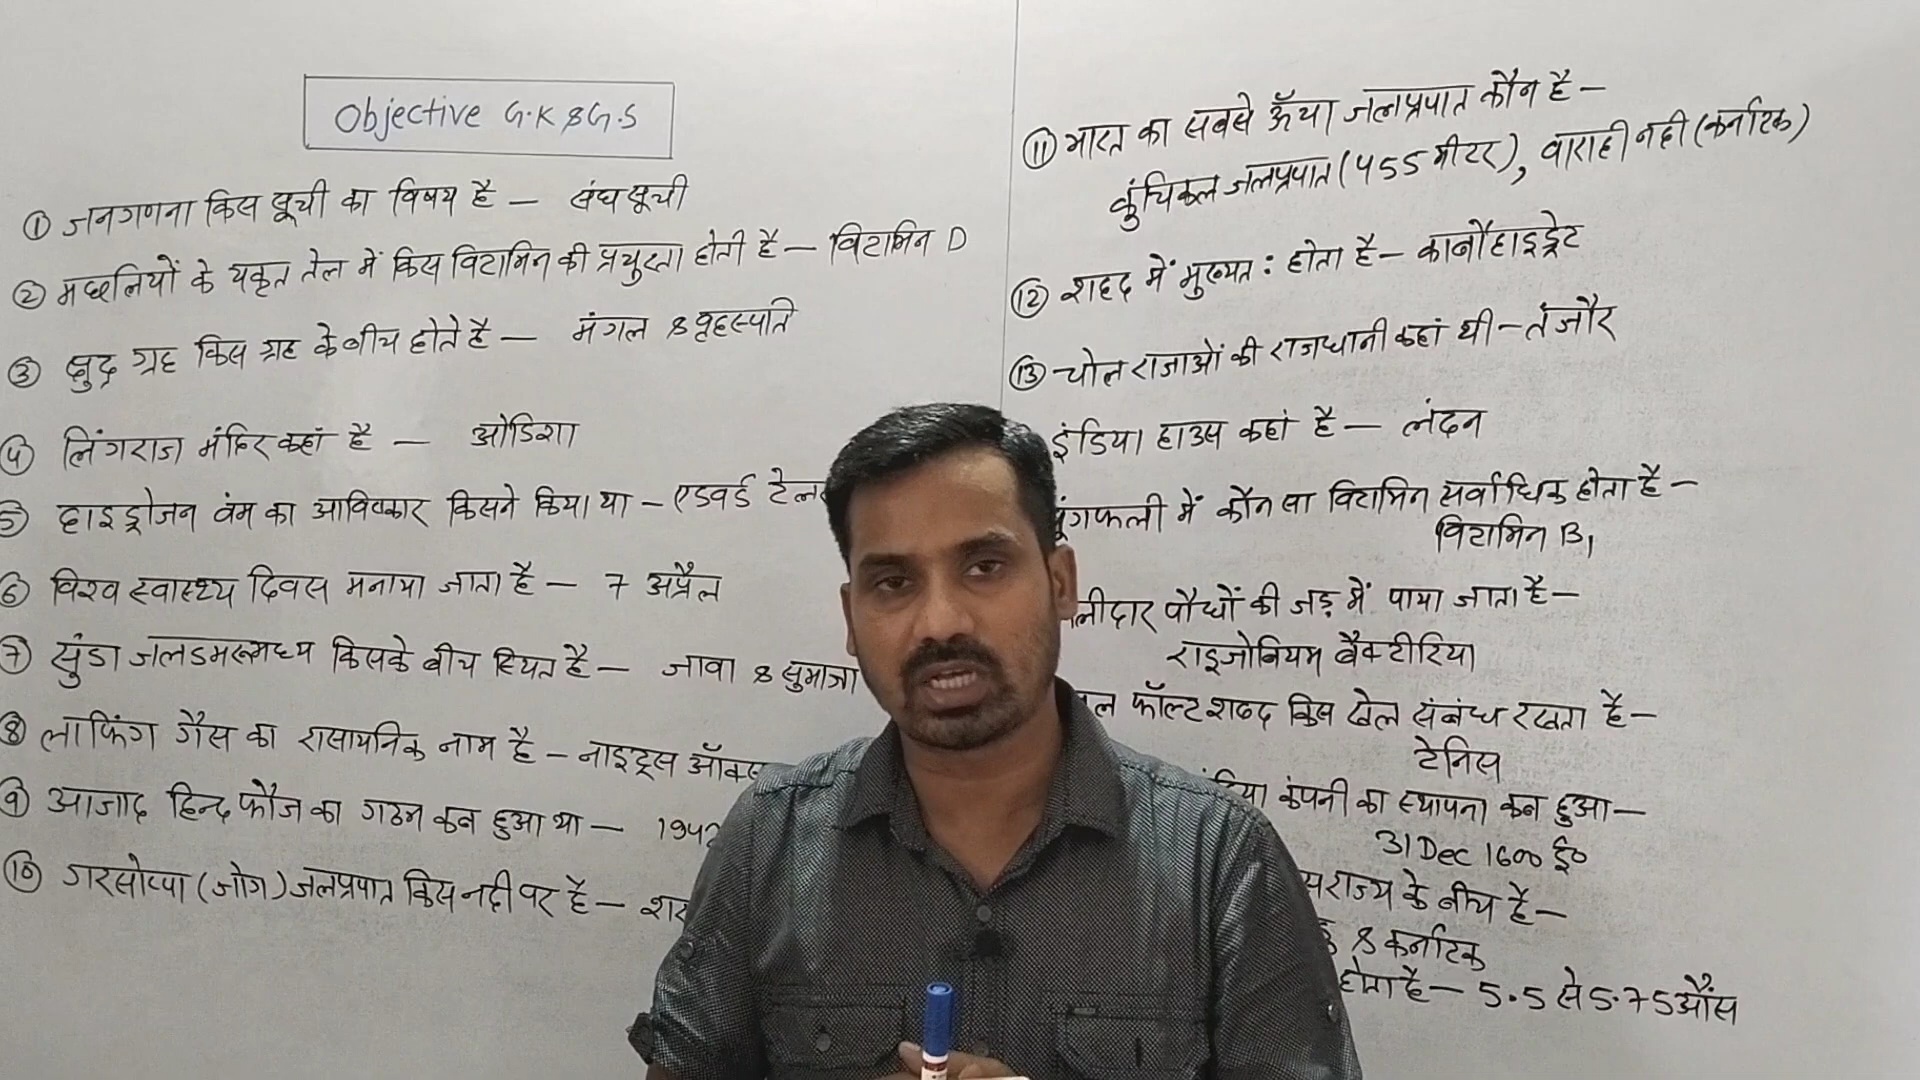 Objective G.K & G.S
① जनगणना किस सूची का विषय है — संघ सूची
② मछलियों के यकृत तेल में किस विटामिन की प्रचुरता होती है — विटामिन D
③ क्षुद्र ग्रह किस ग्रह के बीच होते है — मंगल & वृहस्पति
④ लिंगराज मंदिर कहां है — ओडिशा
⑤ हाइड्रोजन बंम का आविष्कार किसने किया था — एडवर्ड टेल
⑥ विश्व स्वास्थ्य दिवस मनाया जाता है — 7 अप्रैल
⑦ सुंडा जलडमरूमध्य किसके बीच स्थित है — जावा & सुमात्रा
⑧ लाफिंग गैस का रासायनिक नाम है — नाइट्रस ऑक्स
⑨ आजाद हिन्द फौज का गठन कब हुआ था — 1942
⑩ गरसोप्पा (जोग) जलप्रपात किस नदी पर है — शर
⑪ भारत का सबसे ऊँचा जलप्रपात कौन है —
कुंचिकल जलप्रपात (455 मीटर), वाराही नदी (कर्नाटक)
⑫ शहद में मुख्यत: होता है — कार्बोहाइड्रेट
⑬ चोल राजाओं की राजधानी कहां थी — तंजौर
इंडिया हाउस कहां है — लंदन
मूंगफली में कौन सा विटामिन सर्वाधिक होता है —
विटामिन B1
लीदार पौधों की जड़ में पाया जाता है —
राइजोबियम बैक्टीरिया
ल फॉल्ट शब्द किस खेल संबंध रखता है —
टेनिस
डिया कंपनी का स्थापना कब हुआ —
31 Dec 1600 ई०
स राज्य के बीच है —
& कर्नाटक
होता है — 5.5 से 5.75 औंस